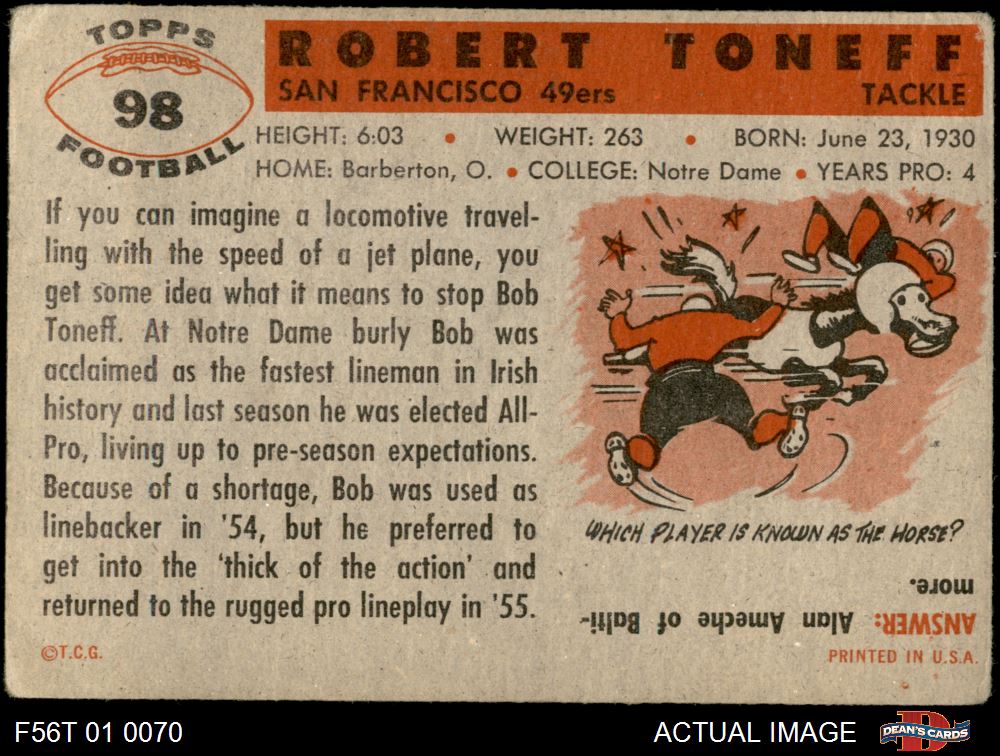 TOPPS
98
FOOTBALL
ROBERT TONEFF
SAN FRANCISCO 49ers TACKLE
HEIGHT: 6:03 • WEIGHT: 263 • BORN: June 23, 1930
HOME: Barberton, O. • COLLEGE: Notre Dame • YEARS PRO: 4
If you can imagine a locomotive travel-
ling with the speed of a jet plane, you
get some idea what it means to stop Bob
Toneff. At Notre Dame burly Bob was
acclaimed as the fastest lineman in Irish
history and last season he was elected All-
Pro, living up to pre-season expectations.
Because of a shortage, Bob was used as
linebacker in '54, but he preferred to
get into the 'thick of the action' and
returned to the rugged pro lineplay in '55.
©T.C.G.
WHICH PLAYER IS KNOWN AS THE HORSE?
ANSWER: Alan Ameche of Balti-
more.
PRINTED IN U.S.A.
F56T 01 0070
ACTUAL IMAGE
D
DEAN'S CARDS